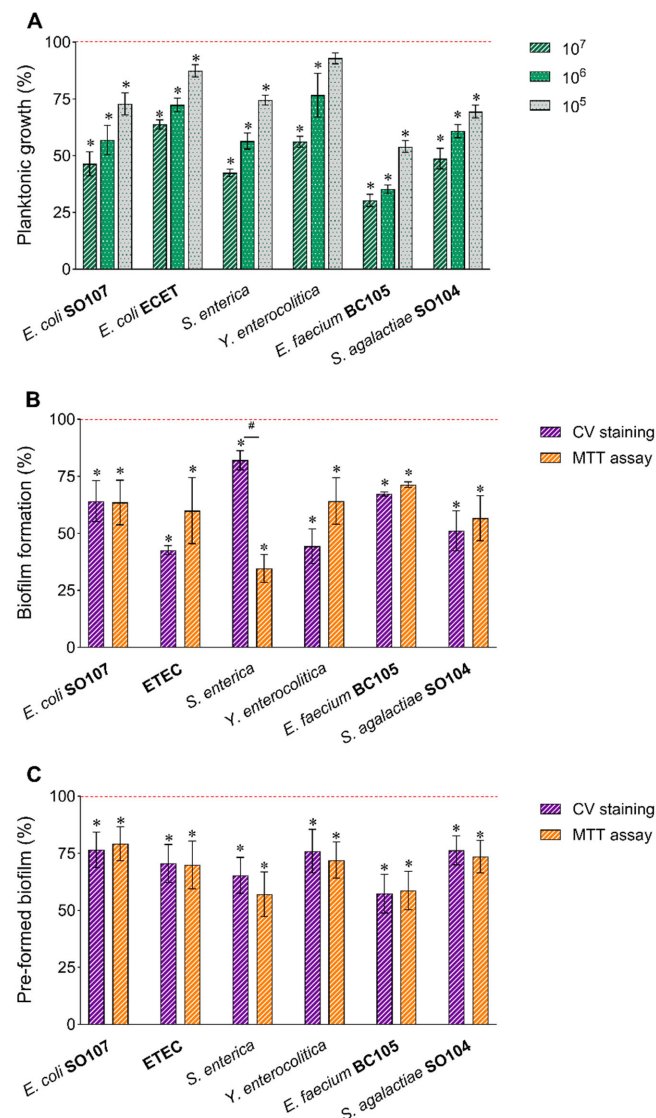 A
Planktonic growth (%)
100
75
50
25
0
* * * * * * * * * * * * * * * * *
10⁷
10⁶
10⁵
E. coli SO107
E. coli ECET
S. enterica
Y. enterocolitica
E. faecium BC105
S. agalactiae SO104
B
Biofilm formation (%)
100
75
50
25
0
#
* * * * * * * * * * * *
CV staining
MTT assay
E. coli SO107
ETEC
S. enterica
Y. enterocolitica
E. faecium BC105
S. agalactiae SO104
C
Pre-formed biofilm (%)
100
75
50
25
0
* * * * * * * * * * * *
CV staining
MTT assay
E. coli SO107
ETEC
S. enterica
Y. enterocolitica
E. faecium BC105
S. agalactiae SO104